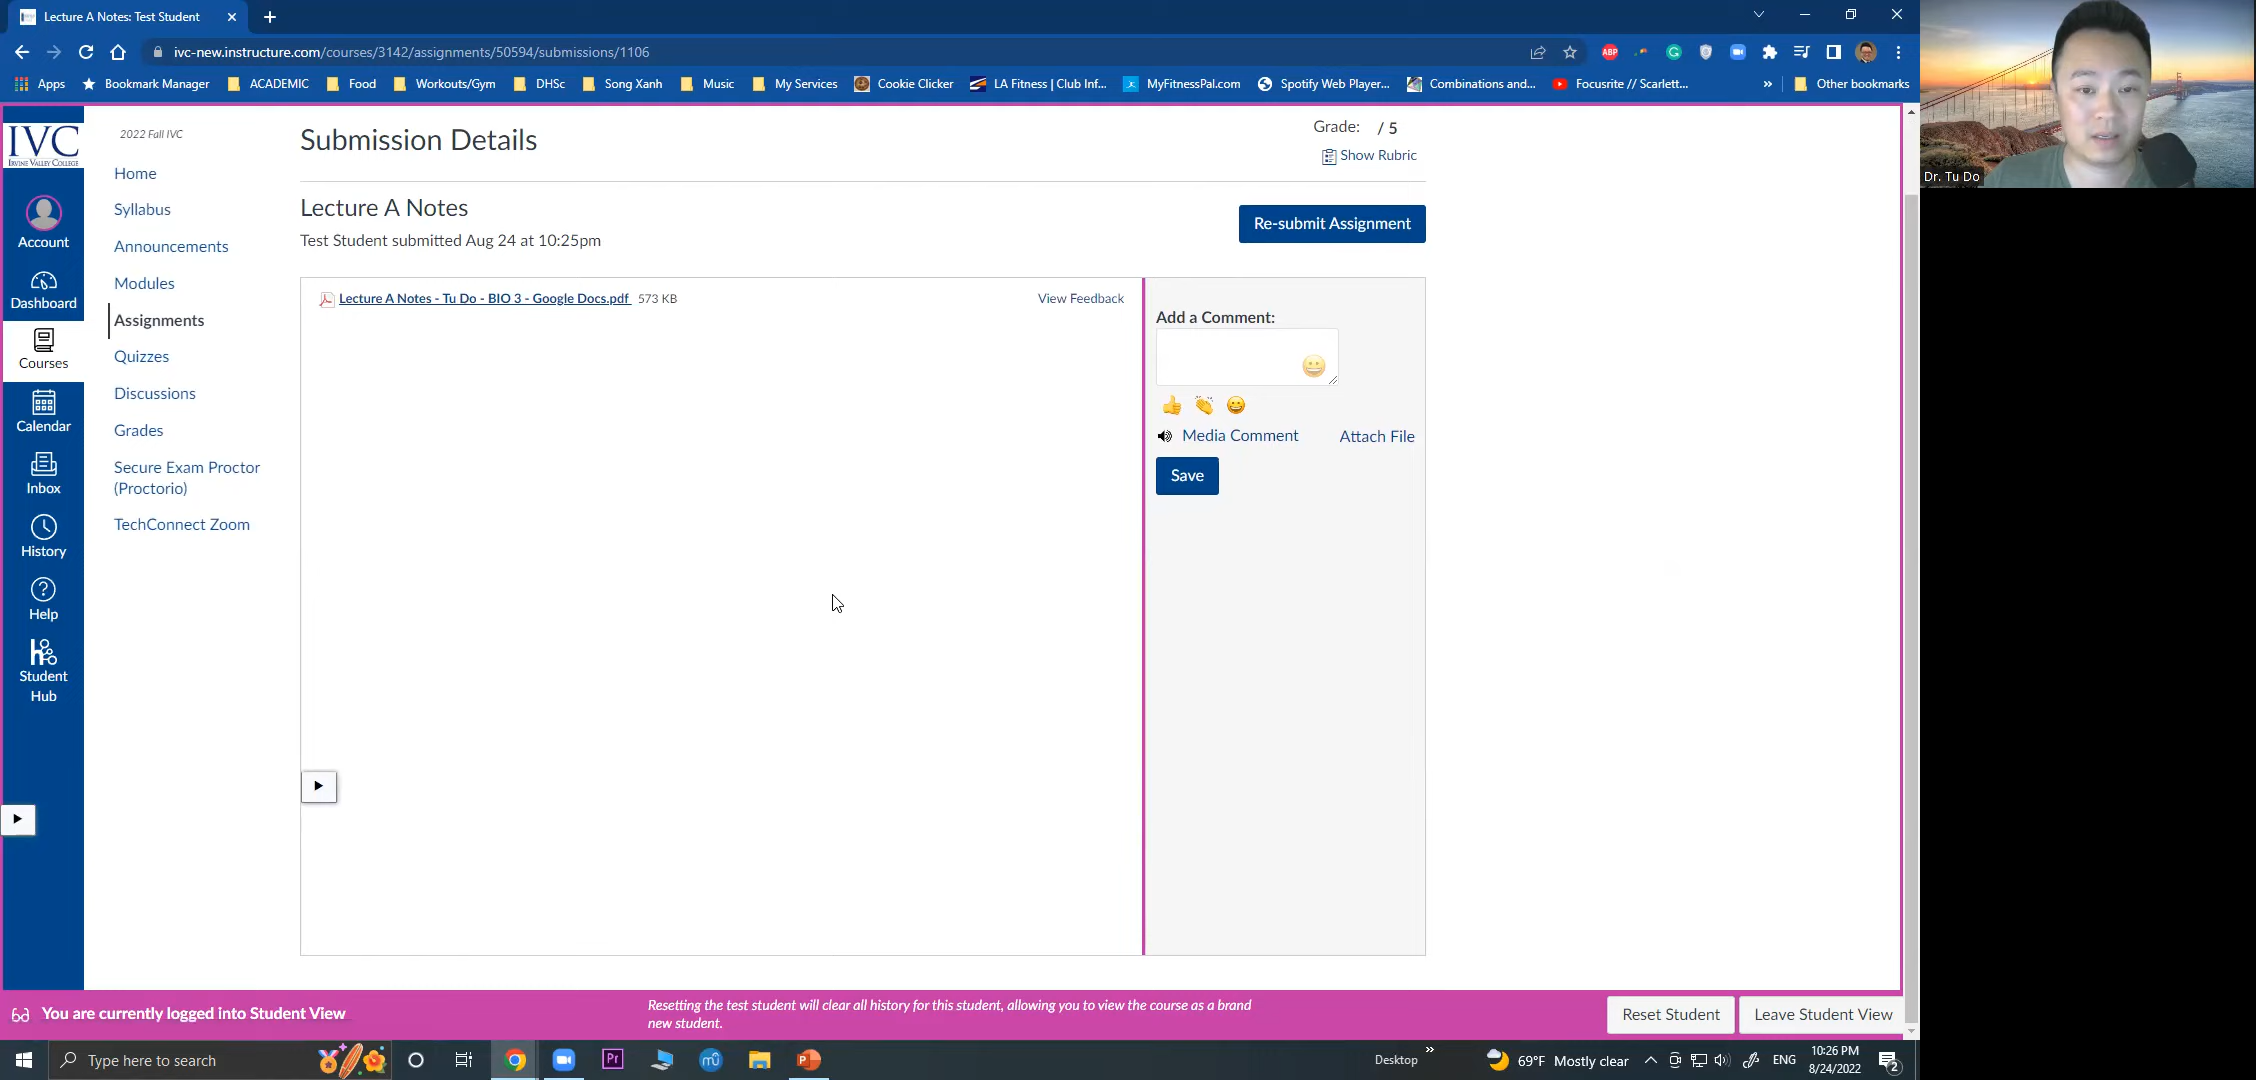 Lecture A Notes: Test Student
ivc-new.instructure.com/courses/3142/assignments/50594/submissions/1106
ABP
Apps
Bookmark Manager
ACADEMIC
Food
Workouts/Gym
DHSc
Song Xanh
Music
My Services
Cookie Clicker
LA Fitness | Club Inf...
MyFitnessPal.com
Spotify Web Player...
Combinations and...
Focusrite // Scarlett...
»
Other bookmarks
Dr. Tu Do
IVC
IRVINE VALLEY COLLEGE
Account
Dashboard
Courses
Calendar
Inbox
History
Help
Student
Hub
2022 Fall IVC
Home
Syllabus
Announcements
Modules
Assignments
Quizzes
Discussions
Grades
Secure Exam Proctor
(Proctorio)
TechConnect Zoom
Submission Details
Grade: / 5
Show Rubric
Lecture A Notes
Test Student submitted Aug 24 at 10:25pm
Re-submit Assignment
Lecture A Notes - Tu Do - BIO 3 - Google Docs.pdf 573 KB
View Feedback
Add a Comment:
Media Comment
Attach File
Save
You are currently logged into Student View
Resetting the test student will clear all history for this student, allowing you to view the course as a brand
new student.
Reset Student
Leave Student View
Type here to search
Pr
mû
P
Desktop
»
69°F Mostly clear
ENG
10:26 PM
8/24/2022
2